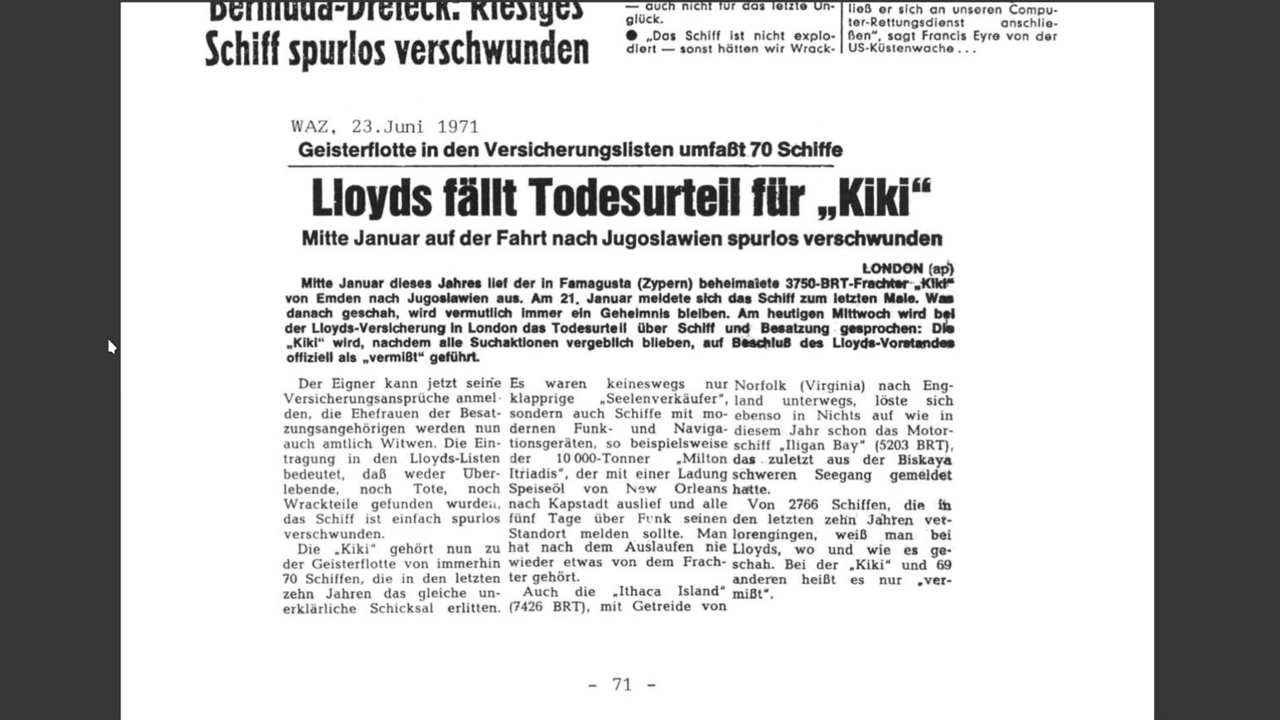 Bermuda-Dreieck: Riesiges
Schiff spurlos verschwunden
— auch nicht für das letzte Un-
glück.
● „Das Schiff ist nicht explo-
diert — sonst hätten wir Wrack-
ließ er sich an unseren Compu-
ter-Rettungsdienst anschlie-
ßen“, sagt Francis Eyre von der
US-Küstenwache ...
WAZ, 23.Juni 1971
Geisterflotte in den Versicherungslisten umfaßt 70 Schiffe
Lloyds fällt Todesurteil für „Kiki“
Mitte Januar auf der Fahrt nach Jugoslawien spurlos verschwunden
LONDON (ap)
Mitte Januar dieses Jahres lief der in Famagusta (Zypern) beheimatete 3750-BRT-Frachter „Kiki“
von Emden nach Jugoslawien aus. Am 21. Januar meldete sich das Schiff zum letzten Male. Was
danach geschah, wird vermutlich immer ein Geheimnis bleiben. Am heutigen Mittwoch wird bei
der Lloyds-Versicherung in London das Todesurteil über Schiff und Besatzung gesprochen: Die
„Kiki“ wird, nachdem alle Suchaktionen vergeblich blieben, auf Beschluß des Lloyds-Vorstandes
offiziell als „vermißt“ geführt.
Der Eigner kann jetzt seine
Versicherungsansprüche anmel-
den, die Ehefrauen der Besat-
zungsangehörigen werden nun
auch amtlich Witwen. Die Ein-
tragung in den Lloyds-Listen
bedeutet, daß weder Über-
lebende, noch Tote, noch
Wrackteile gefunden wurden,
das Schiff ist einfach spurlos
verschwunden.
Die „Kiki“ gehört nun zu
der Geisterflotte von immerhin
70 Schiffen, die in den letzten
zehn Jahren das gleiche un-
erklärliche Schicksal erlitten.
Es waren keineswegs nur
klapprige „Seelenverkäufer“,
sondern auch Schiffe mit mo-
dernen Funk- und Naviga-
tionsgeräten, so beispielsweise
der 10 000-Tonner „Milton
Itriadis“, der mit einer Ladung
Speiseöl von New Orleans
nach Kapstadt auslief und alle
fünf Tage über Funk seinen
Standort melden sollte. Man
hat nach dem Auslaufen nie
wieder etwas von dem Frach-
ter gehört.
Auch die „Ithaca Island“
(7426 BRT), mit Getreide von
Norfolk (Virginia) nach Eng-
land unterwegs, löste sich
ebenso in Nichts auf wie in
diesem Jahr schon das Motor-
schiff „Iligan Bay“ (5203 BRT),
das zuletzt aus der Biskaya
schweren Seegang gemeldet
hatte.
Von 2766 Schiffen, die in
den letzten zehn Jahren ver-
lorengingen, weiß man bei
Lloyds, wo und wie es ge-
schah. Bei der „Kiki“ und 69
anderen heißt es nur „ver-
mißt“.
- 71 -